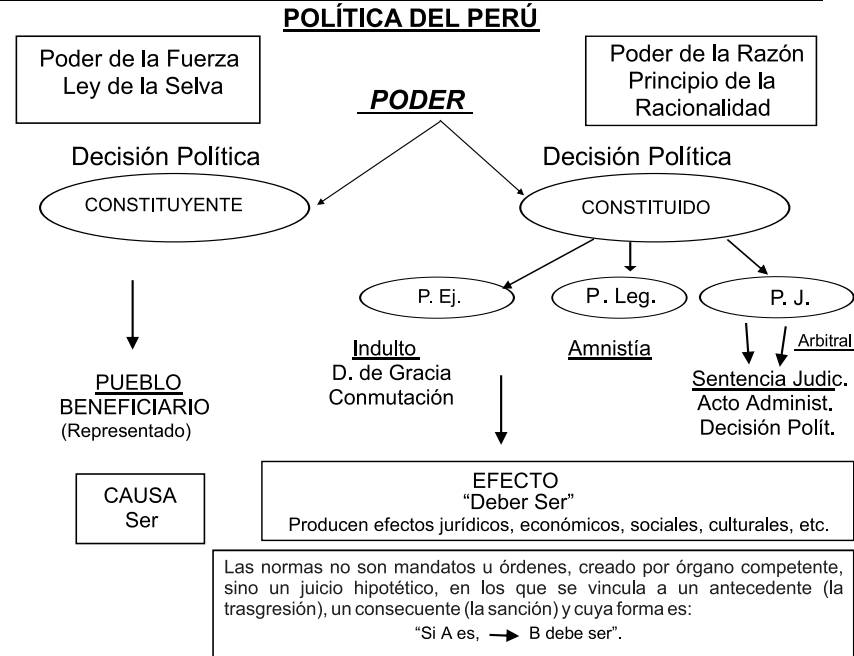 POLÍTICA DEL PERÚ
Poder de la Fuerza
Ley de la Selva
Poder de la Razón
Principio de la
Racionalidad
PODER
Decisión Política
Decisión Política
CONSTITUYENTE
CONSTITUIDO
P. Ej.
P. Leg.
P. J.
Arbitral
Indulto
D. de Gracia
Conmutación
Amnistía
Sentencia Judic.
Acto Administ.
Decisión Polít.
PUEBLO
BENEFICIARIO
(Representado)
CAUSA
Ser
EFECTO
“Deber Ser”
Producen efectos jurídicos, económicos, sociales, culturales, etc.
Las normas no son mandatos u órdenes, creado por órgano competente,
sino un juicio hipotético, en los que se vincula a un antecedente (la
trasgresión), un consecuente (la sanción) y cuya forma es:
“Si A es, → B debe ser”.